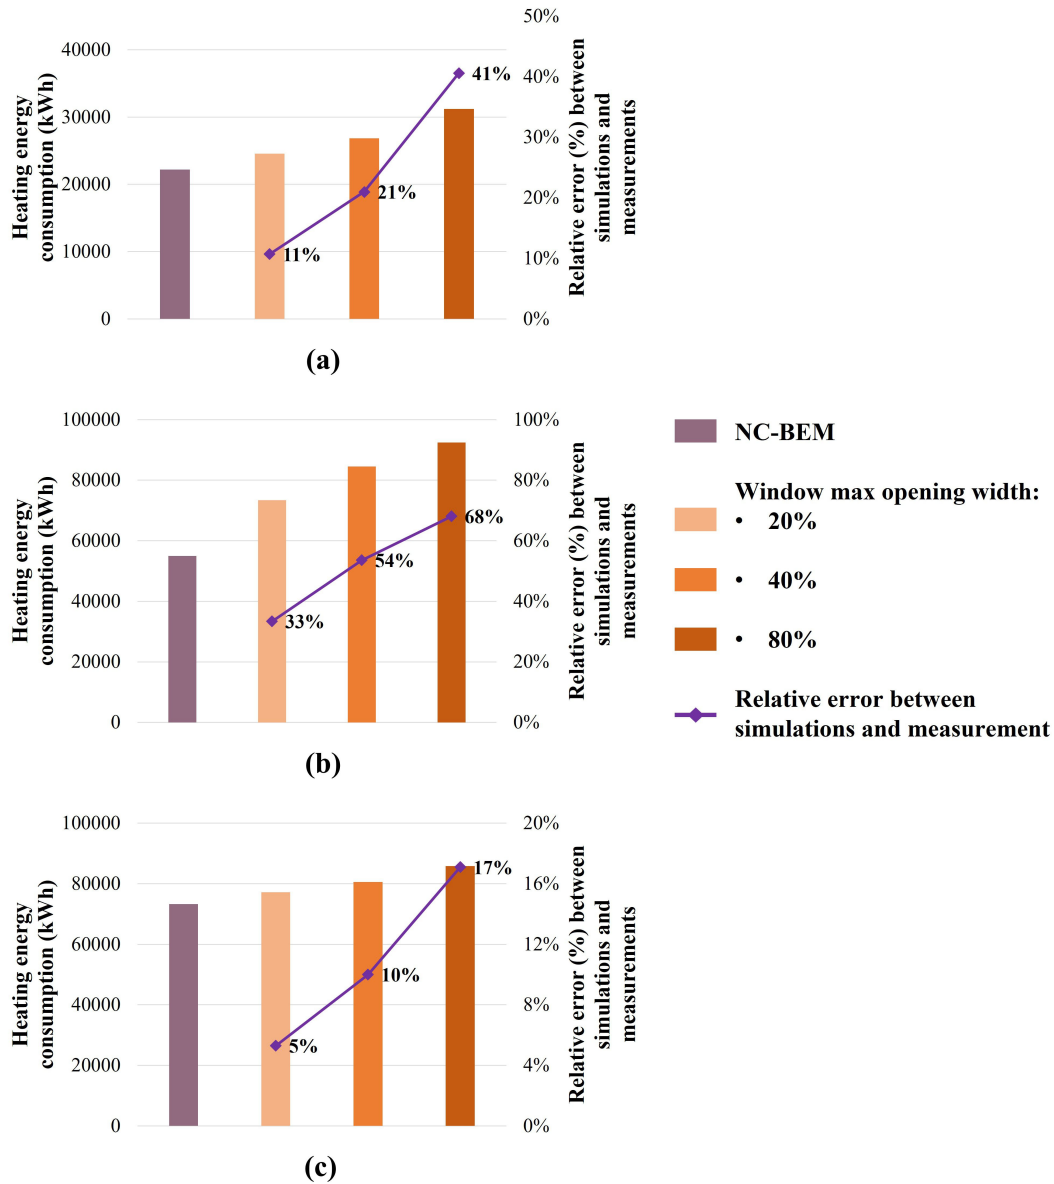 50%
40000
40%
30000
30%
20000
20%
10000
10%
0
0%
Heating energy
consumption (kWh)
41%
21%
11%
Relative error (%) between
simulations and
measurements
(a)
100000
100%
80000
80%
60000
60%
40000
40%
20000
20%
0
0%
Heating energy
consumption (kWh)
68%
54%
33%
Relative error (%) between
simulations and
measurements
(b)
NC-BEM
Window max opening width:
• 20%
• 40%
• 80%
Relative error between
simulations and measurement
100000
20%
80000
16%
60000
12%
40000
8%
20000
4%
0
0%
Heating energy
consumption (kWh)
17%
10%
5%
Relative error (%) between
simulations and
measurements
(c)